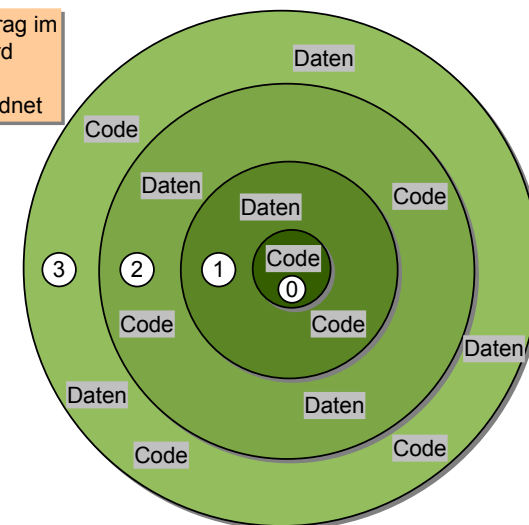 rag im
rd
dnet
Daten
Code
Daten
Code
Daten
Code
3
2
1
0
Code
Code
Daten
Daten
Daten
Code
Code